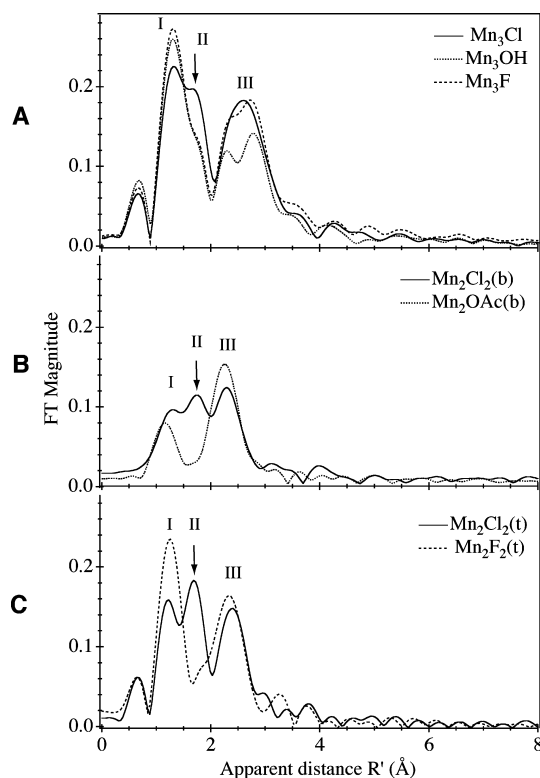 A
I
II
III
Mn₃Cl
Mn₃OH
Mn₃F
0.2
0.1
0.0
B
I
II
III
Mn₂Cl₂(b)
Mn₂OAc(b)
0.2
0.1
0.0
FT Magnitude
C
I
II
III
Mn₂Cl₂(t)
Mn₂F₂(t)
0.2
0.1
0.0
0 2 4 6 8
Apparent distance R' (Å)